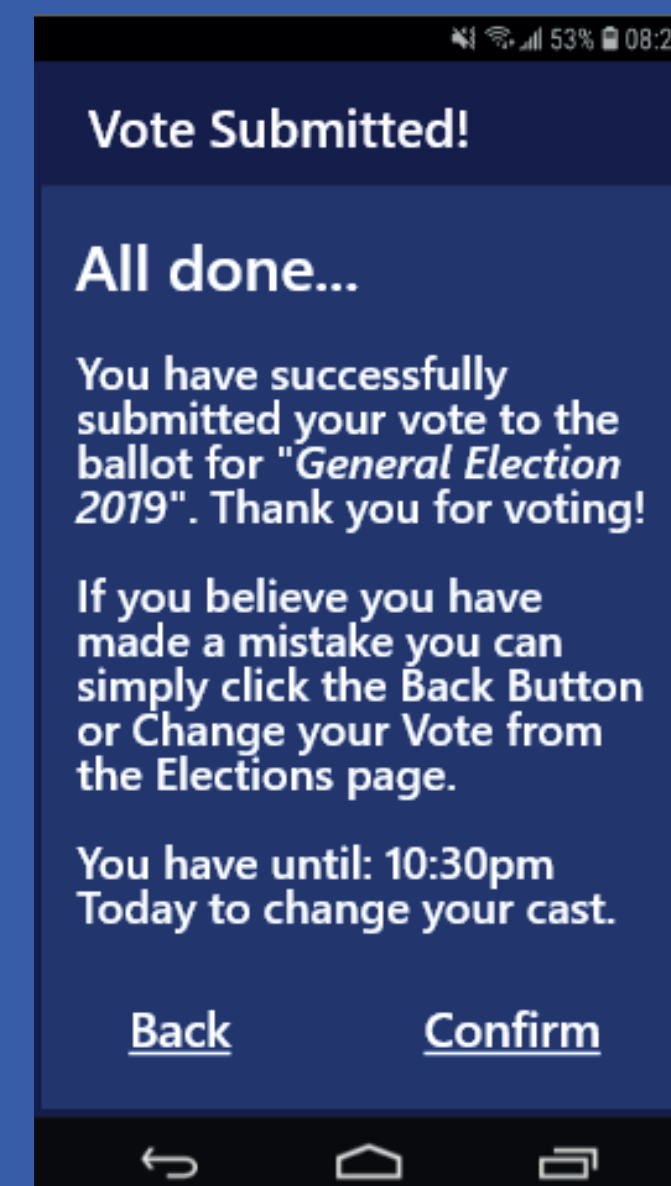 53% 08:2
Vote Submitted!
All done...
You have successfully
submitted your vote to the
ballot for "General Election
2019". Thank you for voting!
If you believe you have
made a mistake you can
simply click the Back Button
or Change your Vote from
the Elections page.
You have until: 10:30pm
Today to change your cast.
Back Confirm